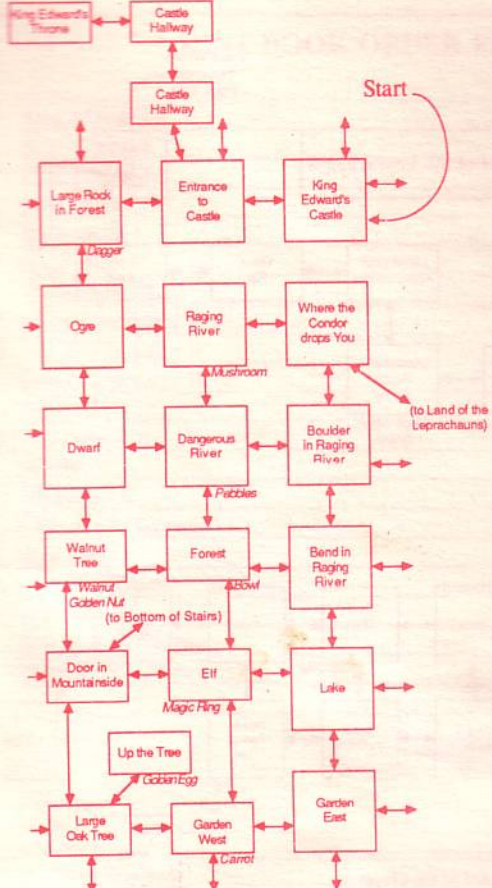 King Edward's
Throne
Castle
Hallway
Castle
Hallway
Start
Large Rock
in Forest
Entrance
to
Castle
King
Edward's
Castle
Dagger
Ogre
Raging
River
Where the
Condor
drops You
Mushroom
(to Land of the
Leprachauns)
Dwarf
Dangerous
River
Boulder
in Raging
River
Pebbles
Walnut
Tree
Forest
Bend in
Raging
River
Walnut
Golden Nut
Bowl
(to Bottom of Stairs)
Door in
Mountainside
Elf
Lake
Magic Ring
Up the Tree
Golden Egg
Large
Oak Tree
Garden
West
Garden
East
Carrot